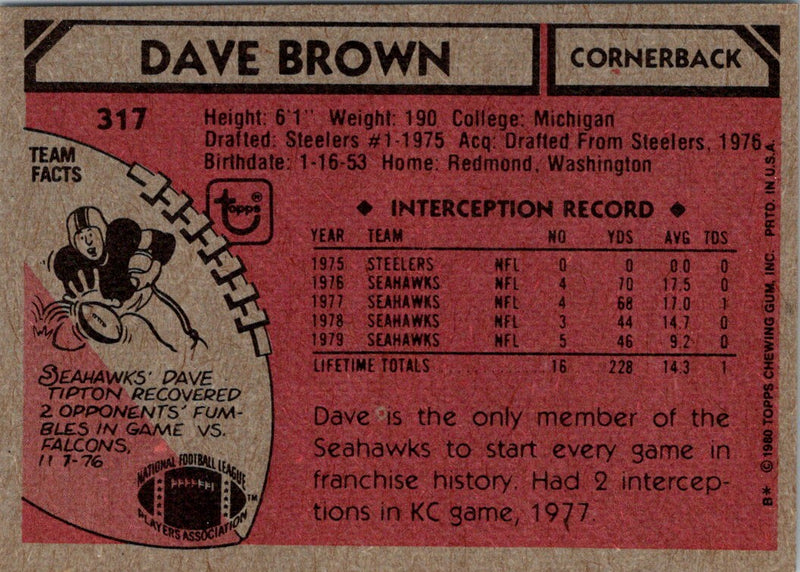 DAVE BROWN
CORNERBACK
317
Height: 6'1" Weight: 190 College: Michigan
Drafted: Steelers #1-1975 Acq: Drafted From Steelers, 1976
Birthdate: 1-16-53 Home: Redmond, Washington
TEAM
FACTS
topps®
◆ INTERCEPTION RECORD ◆
YEAR TEAM NO YDS AVG TDS
1975 STEELERS NFL 0 0 0.0 0
1976 SEAHAWKS NFL 4 70 17.5 0
1977 SEAHAWKS NFL 4 68 17.0 1
1978 SEAHAWKS NFL 3 44 14.7 0
1979 SEAHAWKS NFL 5 46 9.2 0
LIFETIME TOTALS 16 228 14.3 1
SEAHAWKS' DAVE
TIPTON RECOVERED
2 OPPONENTS' FUM-
BLES IN GAME VS.
FALCONS,
11-7-76
NATIONAL FOOTBALL LEAGUE
PLAYERS ASSOCIATION™
Dave is the only member of the
Seahawks to start every game in
franchise history. Had 2 intercep-
tions in KC game, 1977.
B* © 1980 TOPPS CHEWING GUM, INC. PRTD. IN U.S.A.